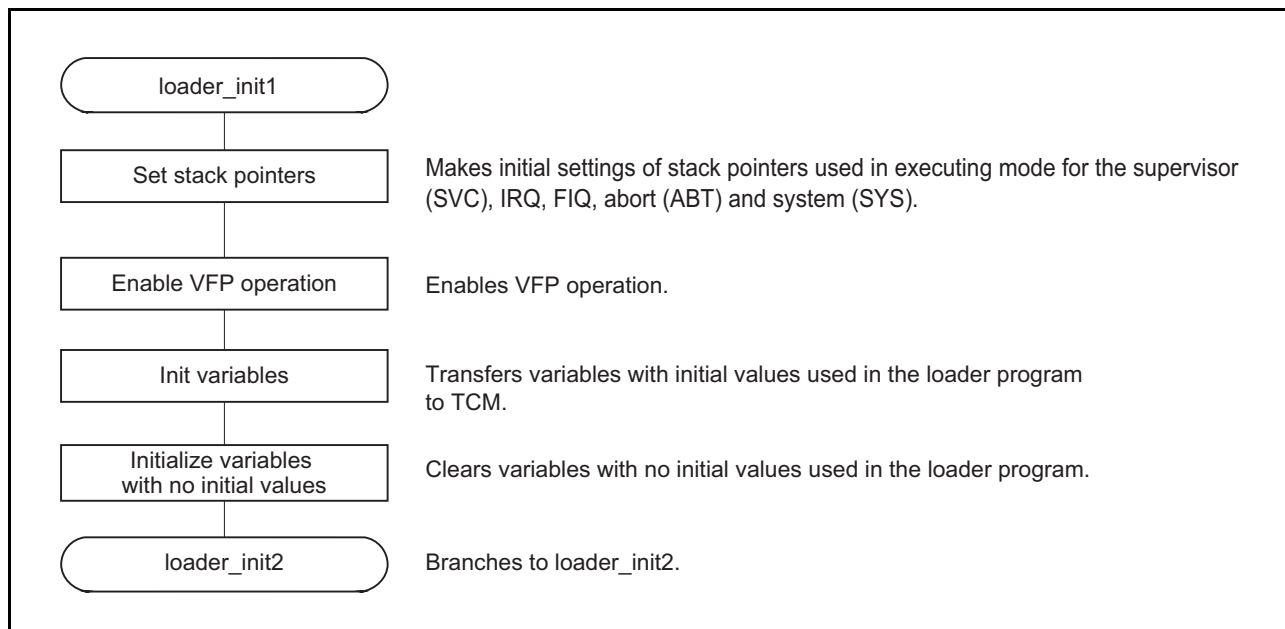 loader_init1
Set stack pointers
Makes initial settings of stack pointers used in executing mode for the supervisor
(SVC), IRQ, FIQ, abort (ABT) and system (SYS).
Enable VFP operation
Enables VFP operation.
Init variables
Transfers variables with initial values used in the loader program
to TCM.
Initialize variables
with no initial values
Clears variables with no initial values used in the loader program.
loader_init2
Branches to loader_init2.